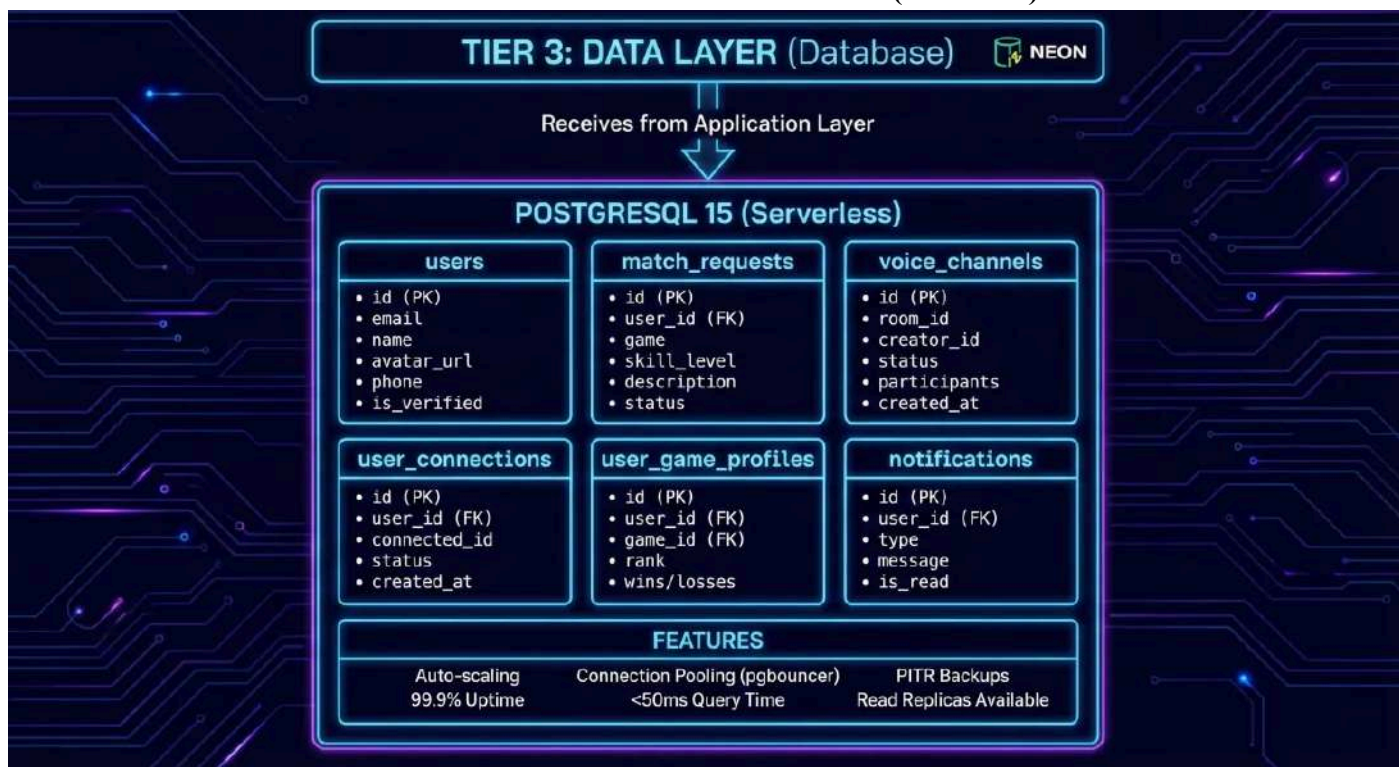 TIER 3: DATA LAYER (Database)
NEON
Receives from Application Layer
POSTGRESQL 15 (Serverless)
users
• id (PK)
• email
• name
• avatar_url
• phone
• is_verified
match_requests
• id (PK)
• user_id (FK)
• game
• skill_level
• description
• status
voice_channels
• id (PK)
• room_id
• creator_id
• status
• participants
• created_at
user_connections
• id (PK)
• user_id (FK)
• connected_id
• status
• created_at
user_game_profiles
• id (PK)
• user_id (FK)
• game_id (FK)
• rank
• wins/losses
notifications
• id (PK)
• user_id (FK)
• type
• message
• is_read
FEATURES
Auto-scaling
99.9% Uptime
Connection Pooling (pgbouncer)
<50ms Query Time
PITR Backups
Read Replicas Available